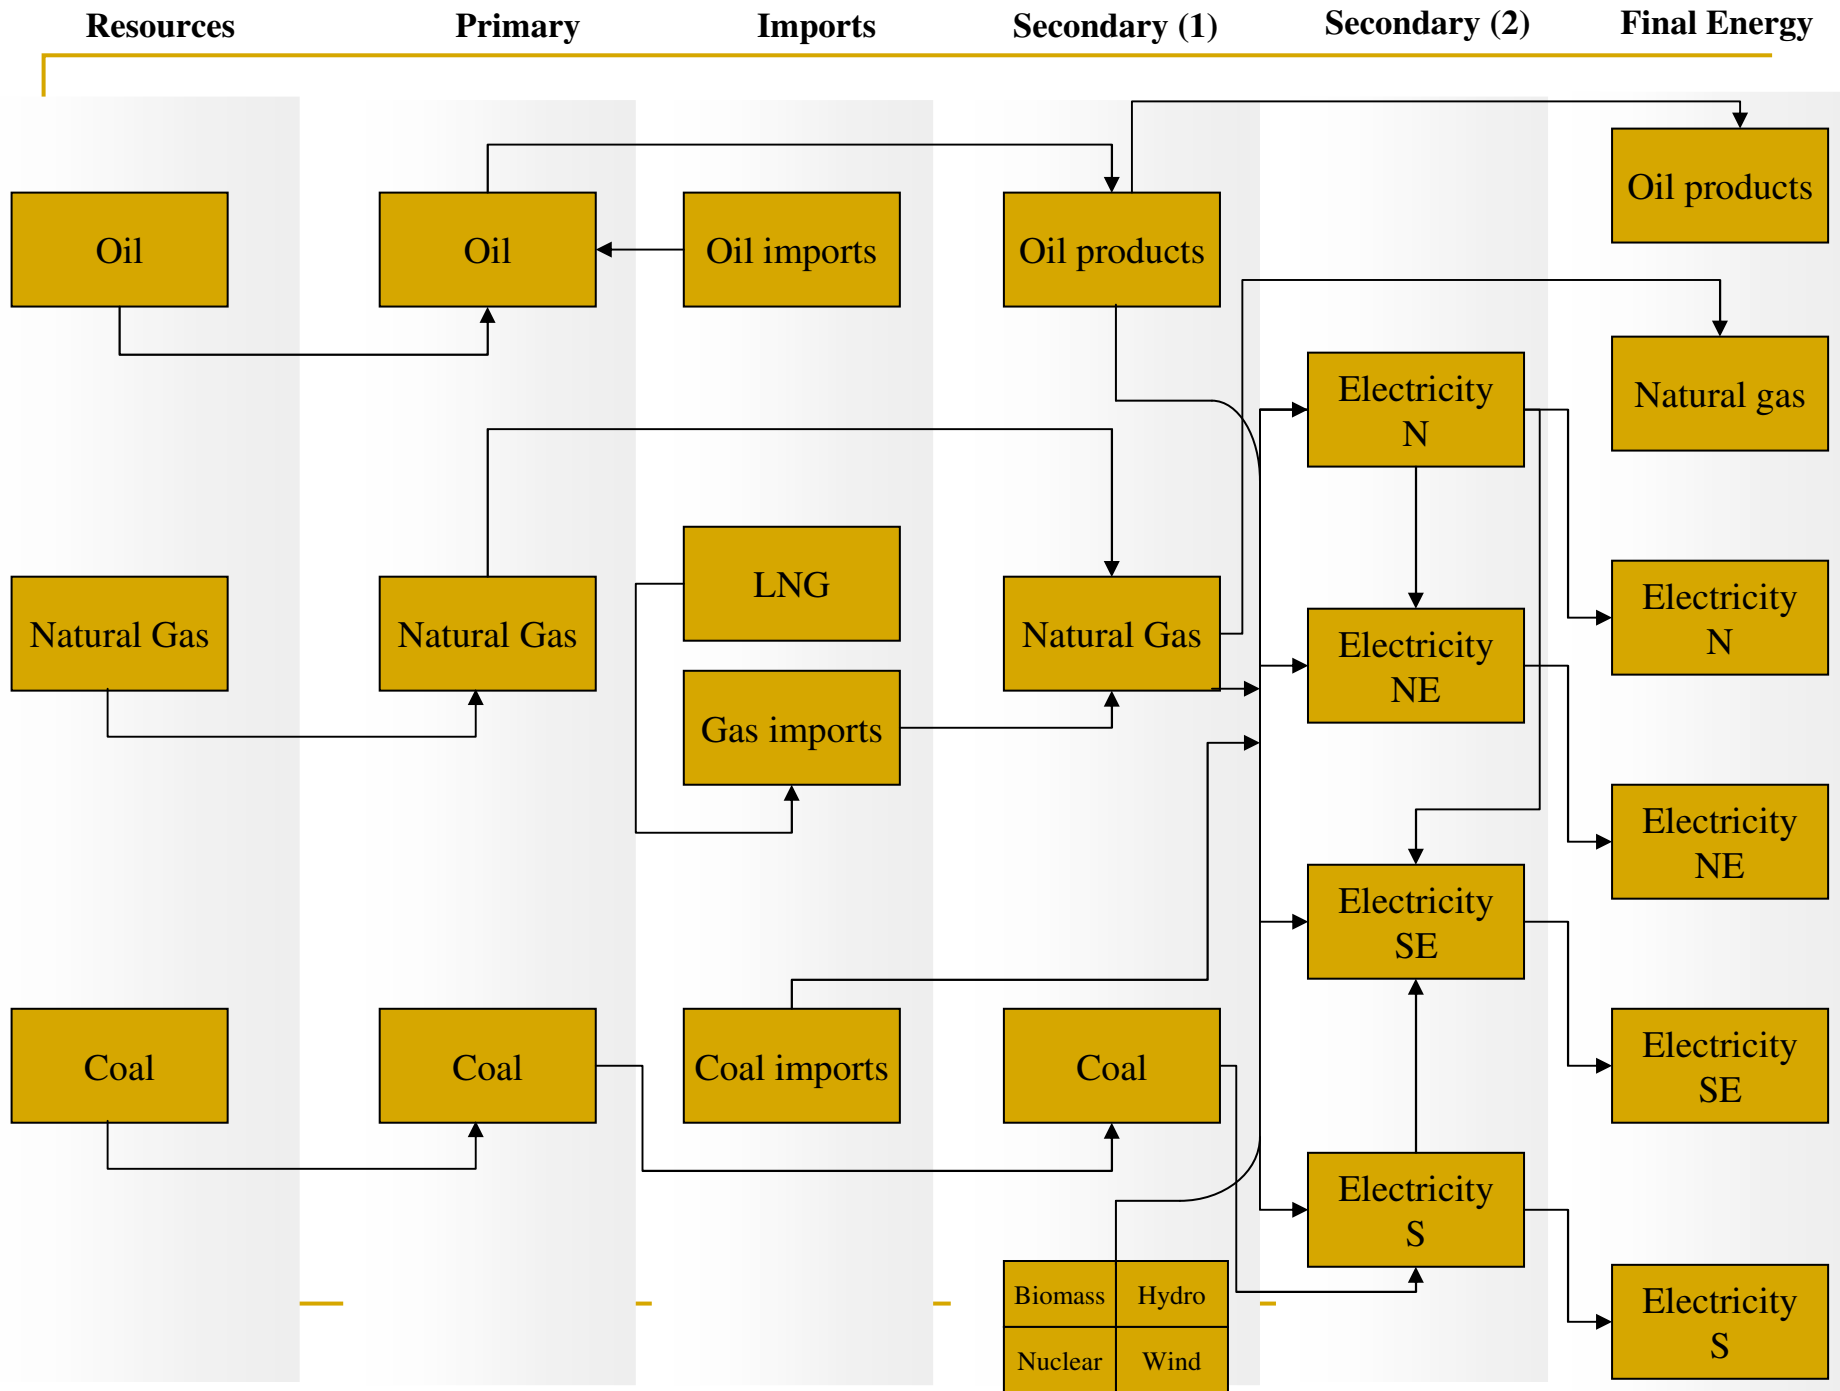 Resources
Primary
Imports
Secondary (1)
Secondary (2)
Final Energy
Oil
Oil
Oil imports
Oil products
Oil products
Natural gas
Electricity
N
Natural Gas
Natural Gas
LNG
Gas imports
Natural Gas
Electricity
NE
Electricity
N
Electricity
NE
Electricity
SE
Coal
Coal
Coal imports
Coal
Electricity
SE
Electricity
S
Biomass
Hydro
Nuclear
Wind
Electricity
S